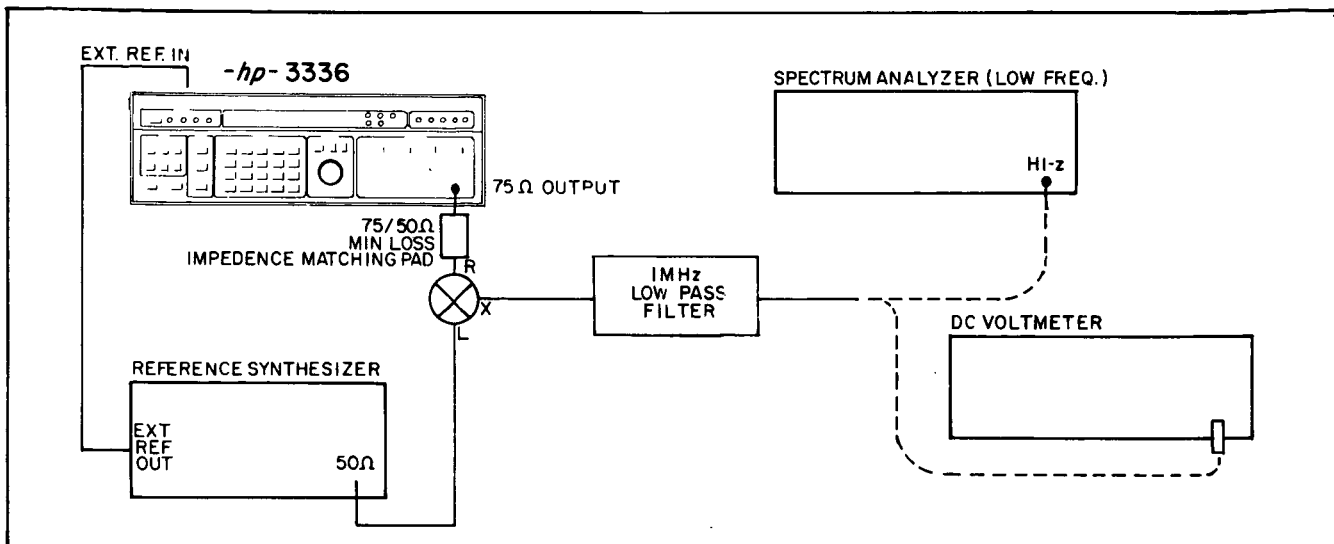 EXT. REF. IN
-hp- 3336
75Ω OUTPUT
75/50Ω
MIN LOSS
IMPEDENCE MATCHING PAD
R
X
L
1MHz
LOW PASS
FILTER
SPECTRUM ANALYZER (LOW FREQ.)
HI-z
DC VOLTMETER
REFERENCE SYNTHESIZER
EXT
REF
OUT
50Ω